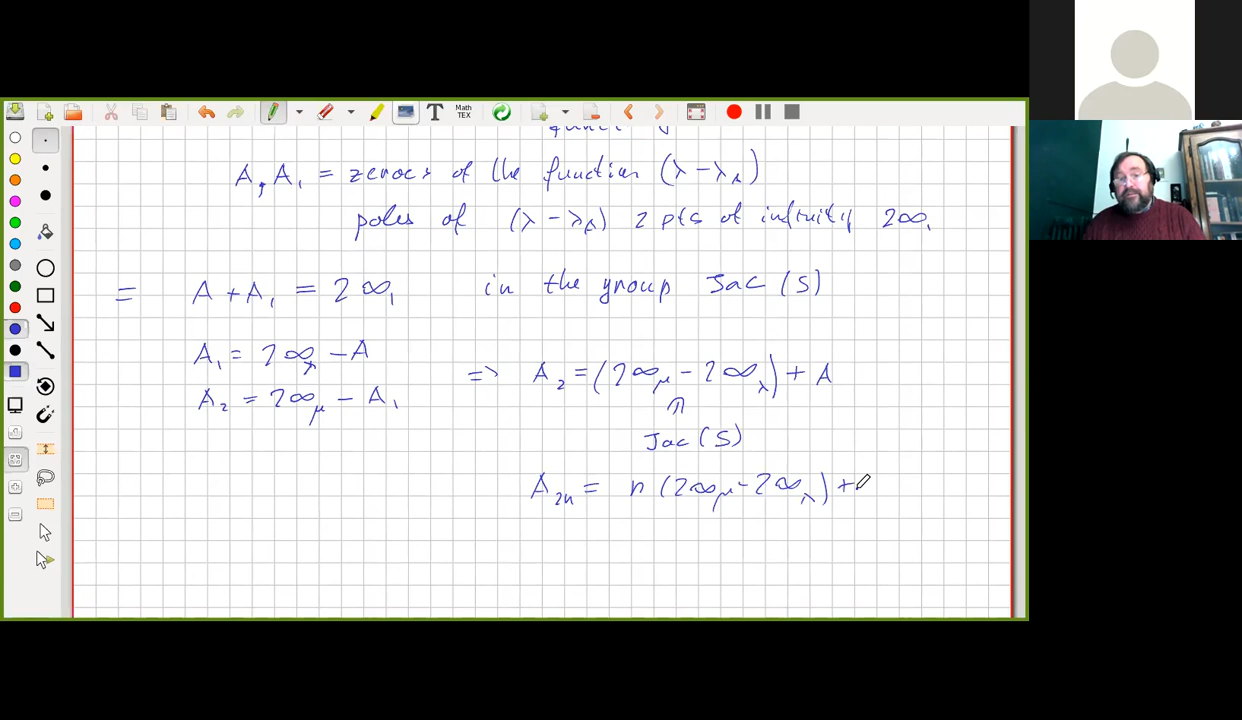 Math
TEX
T
A, A₁ = zeroes of the function (λ - λ_A)
poles of (λ - λ_A) 2 pts of infinity 2∞₁
= A + A₁ = 2∞₁ in the group Jac (S)
A₁ = 2∞_λ - A
=> A₂ = (2∞_μ - 2∞_λ) + A
A₂ = 2∞_μ - A₁
Jac (S)
A₂ₙ = n (2∞_μ - 2∞_λ) +